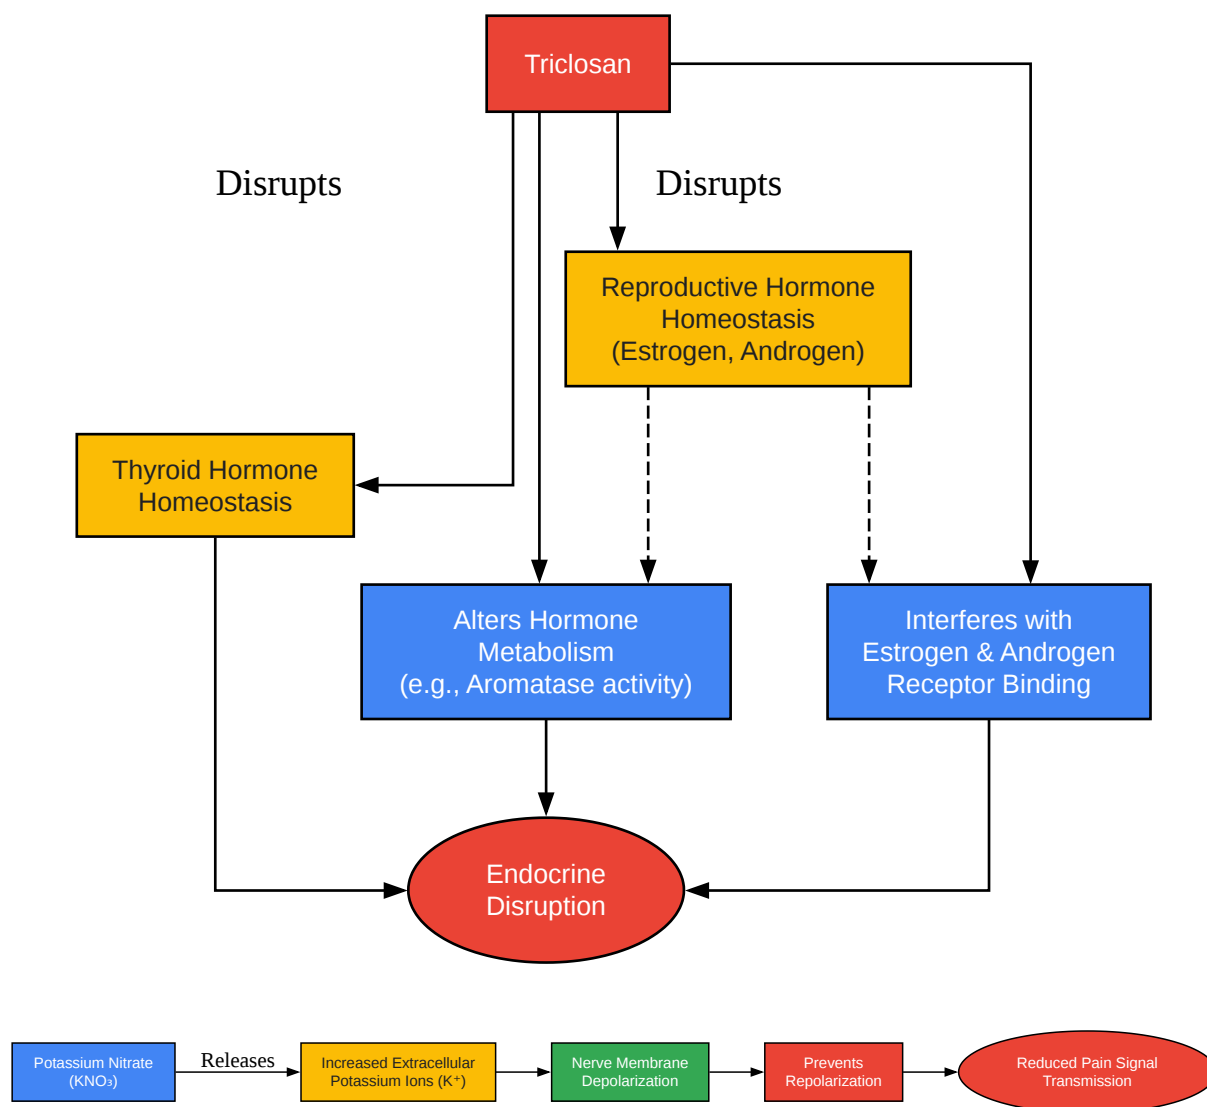 Triclosan
Disrupts
Disrupts
Reproductive Hormone
Homeostasis
(Estrogen, Androgen)
Thyroid Hormone
Homeostasis
Alters Hormone
Metabolism
(e.g., Aromatase activity)
Interferes with
Estrogen & Androgen
Receptor Binding
Endocrine
Disruption
Potassium Nitrate
(KNO₃)
Releases
Increased Extracellular
Potassium Ions (K⁺)
Nerve Membrane
Depolarization
Prevents
Repolarization
Reduced Pain Signal
Transmission